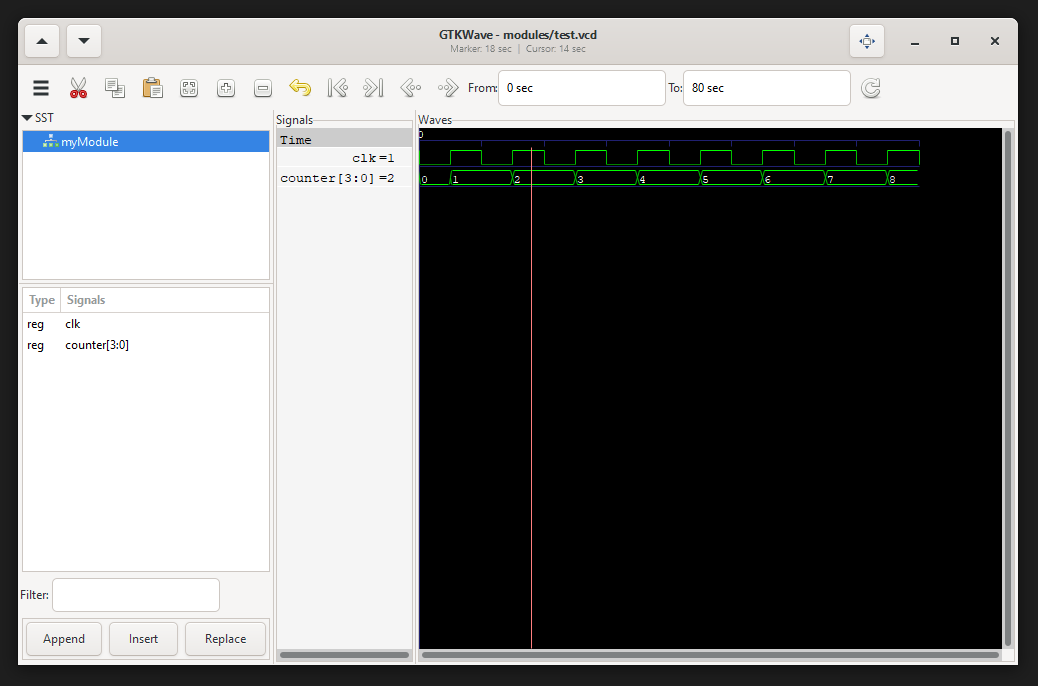 GTKWave - modules/test.vcd
Marker: 18 sec | Cursor: 14 sec
From: 0 sec To: 80 sec
SST
myModule
Type Signals
reg clk
reg counter[3:0]
Filter:
Append Insert Replace
Signals
Time
clk=1
counter[3:0]=2
Waves
0
0 1 2 3 4 5 6 7 8